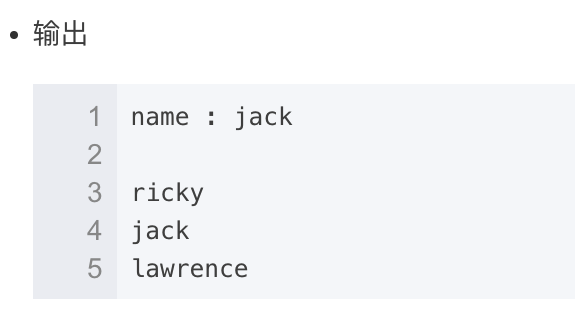 输出
1 name : jack
2
3 ricky
4 jack
5 lawrence